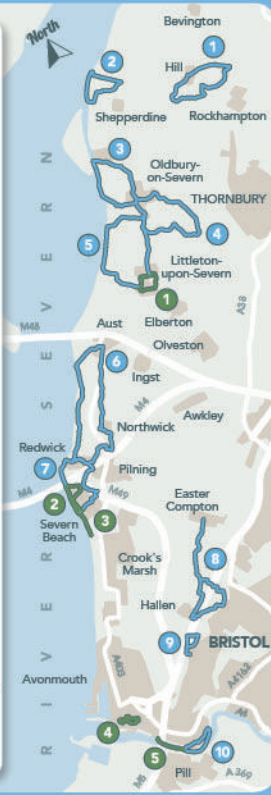 North
Bevington
1
Hill
2
Shepperdine
Rockhampton
3
Oldbury-
on-Severn
THORNBURY
4
5
Littleton-
upon-Severn
1
A38
M48
Aust
Elberton
Olveston
6
Ingst
M4
Awkley
Northwick
Redwick
7
Pilning
M4
M49
2
Severn
Beach
3
Easter
Compton
Crook's
Marsh
8
Hallen
9
BRISTOL
A403
A4162
Avonmouth
4
A4
5
10
Pill
M5
A369
RIVER SEVERN